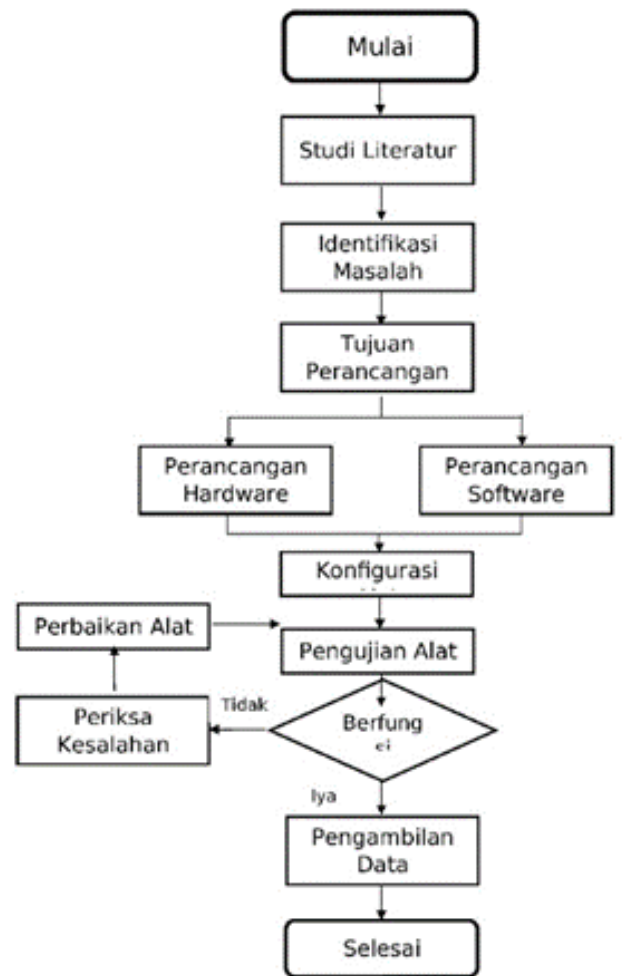 Mulai
Studi Literatur
Identifikasi
Masalah
Tujuan
Perancangan
Perancangan
Hardware
Perancangan
Software
Konfigurasi
Perbaikan Alat
Pengujian Alat
Tidak
Periksa
Kesalahan
Berfung
si
Iya
Pengambilan
Data
Selesai